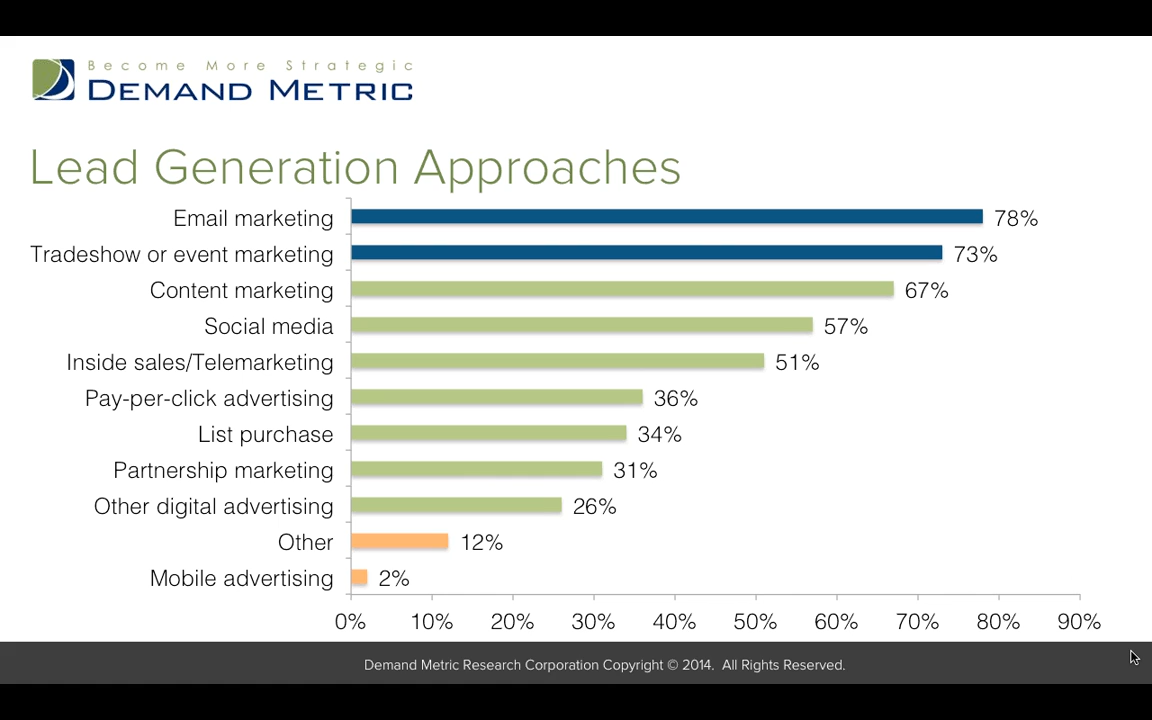 Become More Strategic
DEMAND METRIC
Lead Generation Approaches
Email marketing 78%
Tradeshow or event marketing 73%
Content marketing 67%
Social media 57%
Inside sales/Telemarketing 51%
Pay-per-click advertising 36%
List purchase 34%
Partnership marketing 31%
Other digital advertising 26%
Other 12%
Mobile advertising 2%
0% 10% 20% 30% 40% 50% 60% 70% 80% 90%
Demand Metric Research Corporation Copyright © 2014. All Rights Reserved.